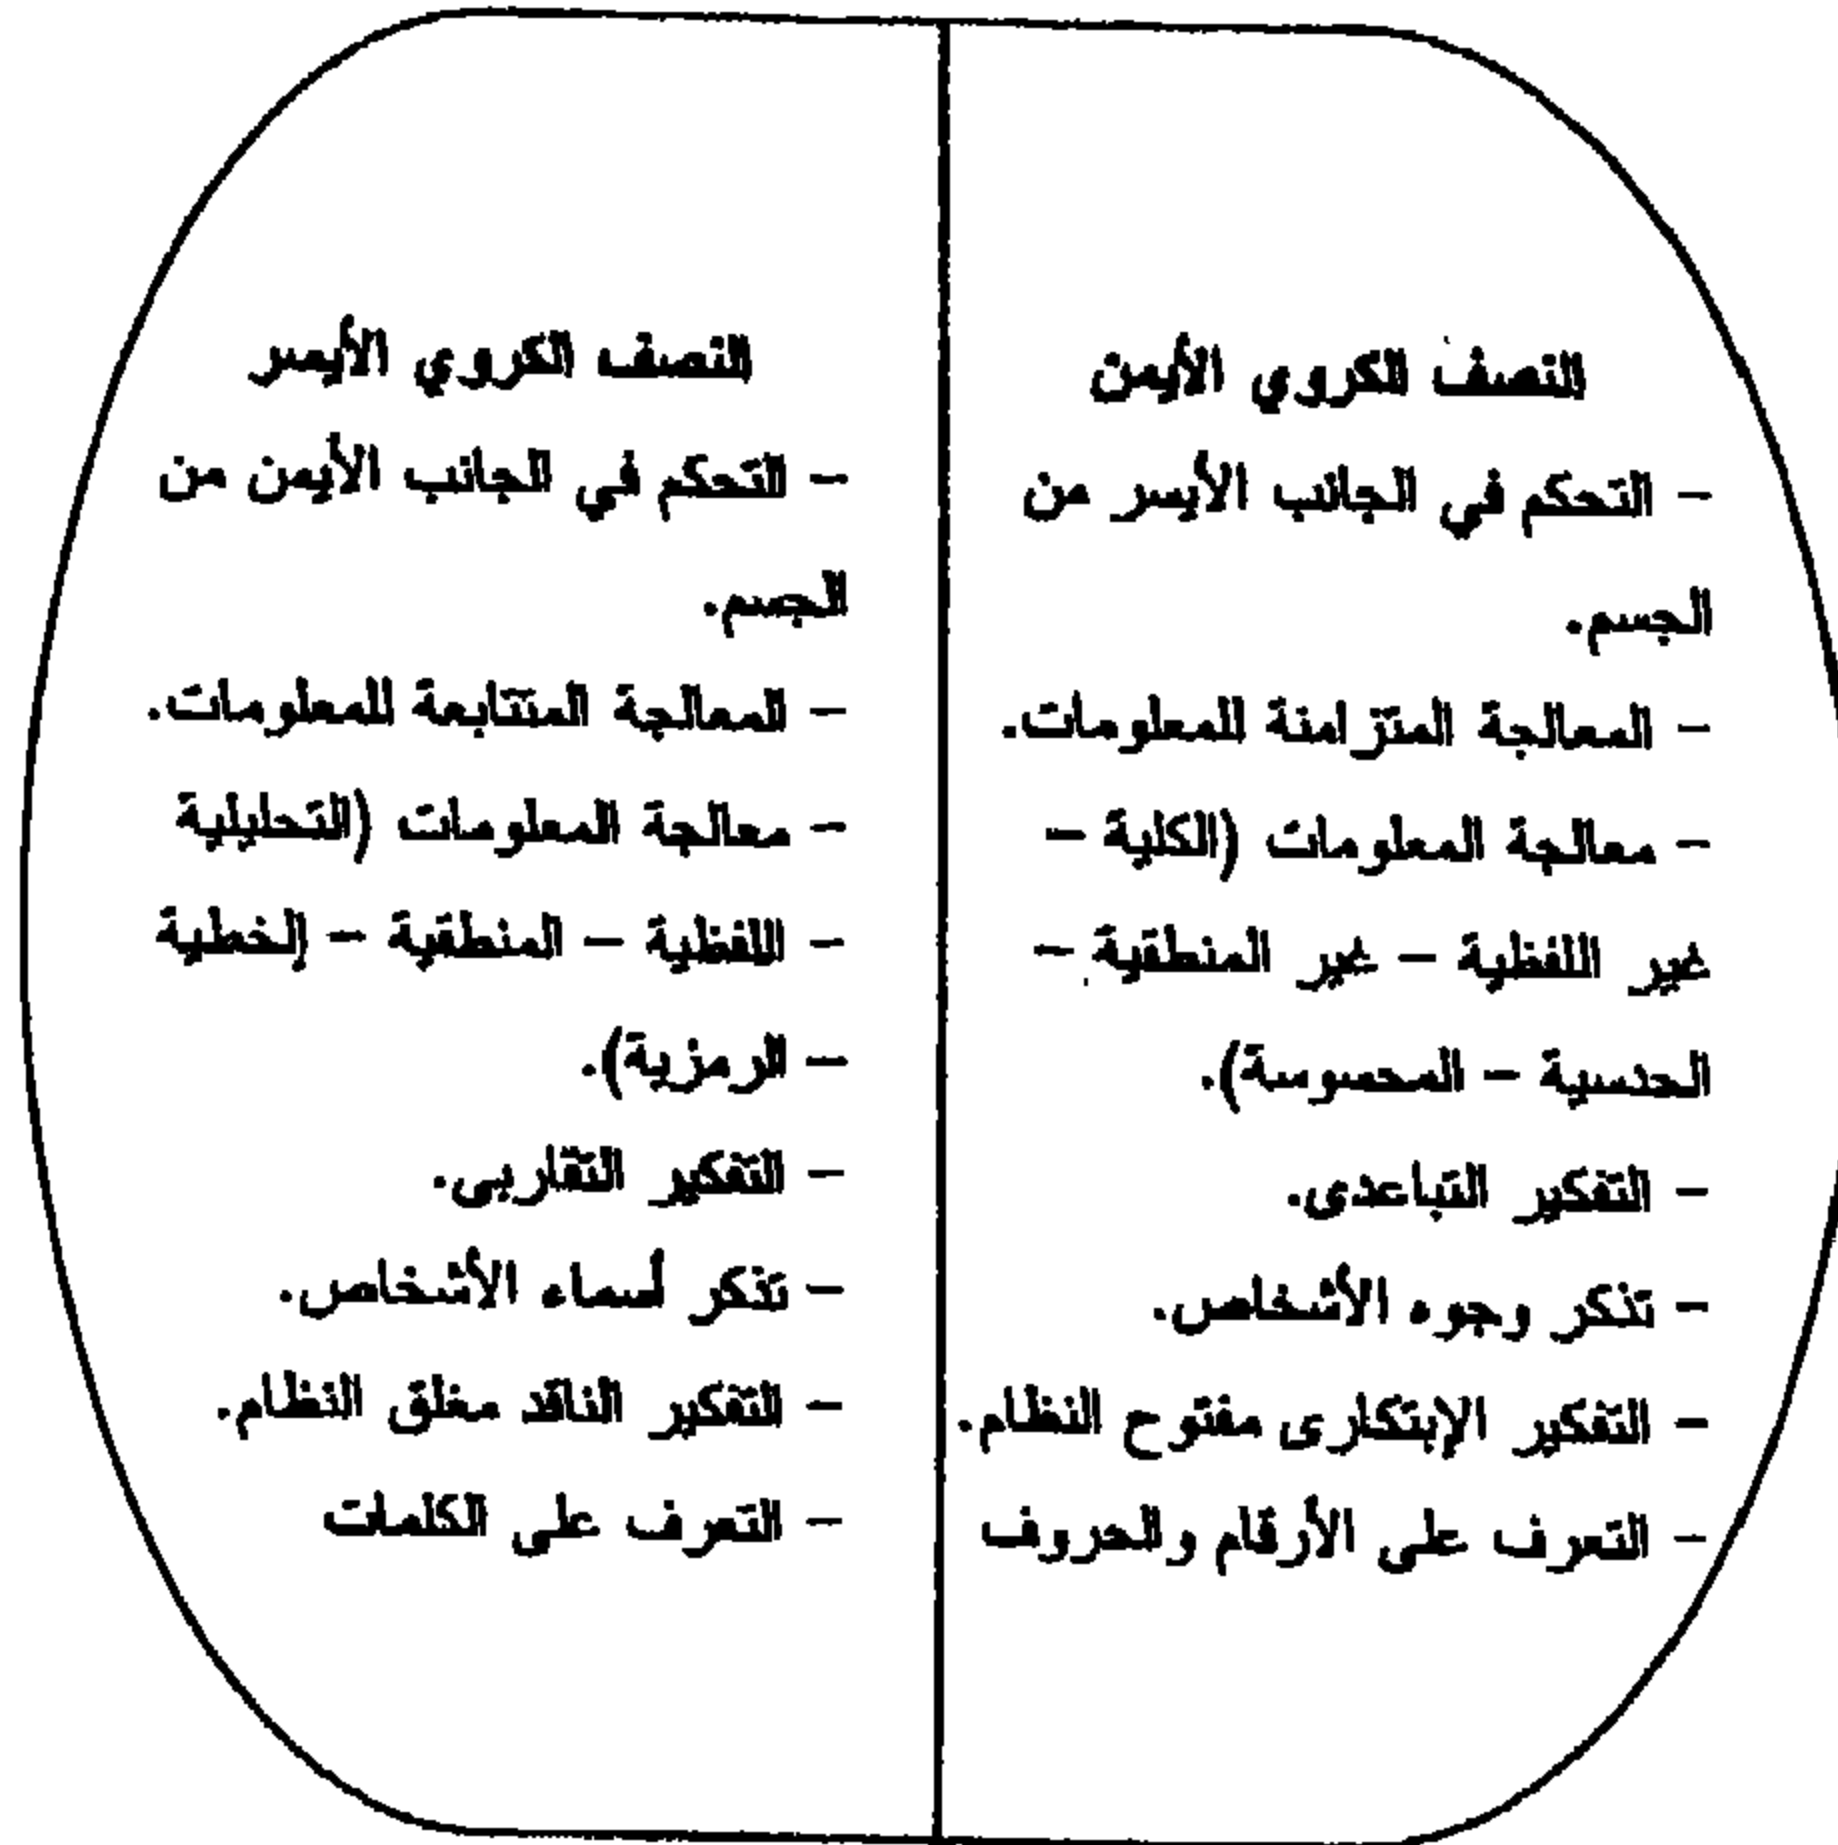 النصف الكروي الأيمن
– التحكم في الجانب الأيسر من
الجسم.
– المعالجة المتزامنة للمعلومات.
– معالجة المعلومات (الكلية –
غير اللفظية – غير المنطقية –
الحدسية – المحسوسة).
– التفكير التباعدى.
– تذكر وجوه الأشخاص.
– التفكير الإبتكارى مفتوح النظام.
– التعرف على الأرقام والحروف
النصف الكروي الأيسر
– التحكم في الجانب الأيمن من
الجسم.
– المعالجة المتتابعة للمعلومات.
– معالجة المعلومات (التحليلية
– اللفظية – المنطقية – الخطية
– الرمزية).
– التفكير التقاربى.
– تذكر أسماء الأشخاص.
– التفكير الناقد مغلق النظام.
– التعرف على الكلمات